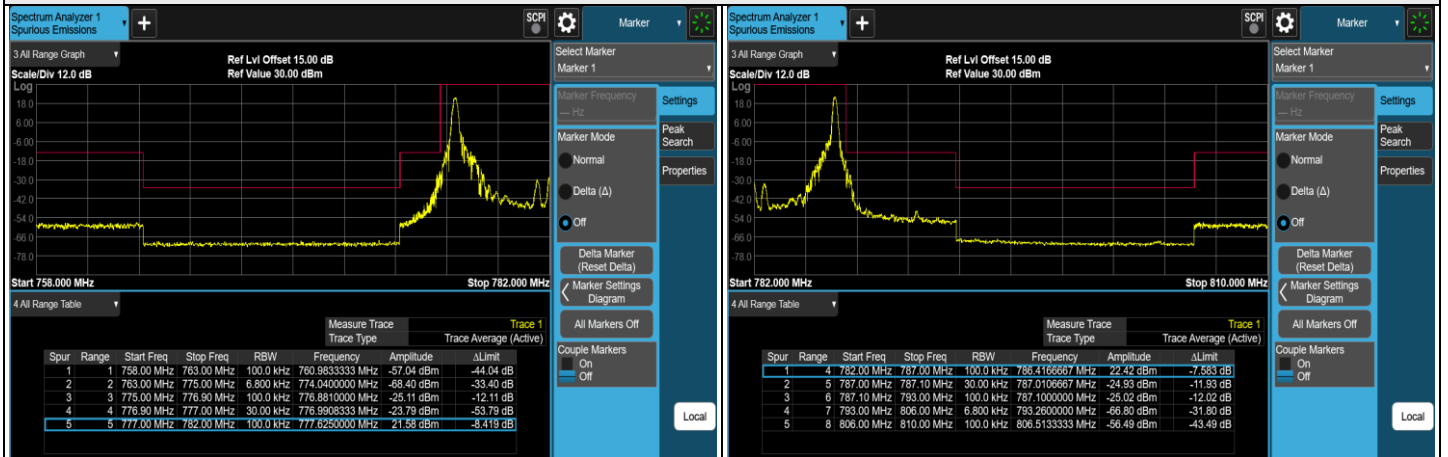 Spectrum Analyzer 1
Spurious Emissions
▼
+
SCPI
Marker ▼
3 All Range Graph ▼
Ref Lvl Offset 15.00 dB
Scale/Div 12.0 dB
Ref Value 30.00 dBm
Log
18.0
6.00
-6.00
-18.0
-30.0
-42.0
-54.0
-66.0
-78.0
Start 758.000 MHz Stop 782.000 MHz
4 All Range Table ▼
Measure Trace Trace 1
Trace Type Trace Average (Active)
Spur Range Start Freq Stop Freq RBW Frequency Amplitude ΔLimit
1 1 758.00 MHz 763.00 MHz 100.0 kHz 760.9833333 MHz -57.04 dBm -44.04 dB
2 2 763.00 MHz 775.00 MHz 6.800 kHz 774.0400000 MHz -68.40 dBm -33.40 dB
3 3 775.00 MHz 776.90 MHz 100.0 kHz 776.8810000 MHz -25.11 dBm -12.11 dB
4 4 776.90 MHz 777.00 MHz 30.00 kHz 776.9908333 MHz -23.79 dBm -53.79 dB
5 5 777.00 MHz 782.00 MHz 100.0 kHz 777.6250000 MHz 21.58 dBm -8.419 dB
Select Marker
Marker 1 ▼
Marker Frequency
--- Hz
Settings
Marker Mode
Peak
Search
Normal
Properties
Delta (Δ)
Off
Delta Marker
(Reset Delta)
Marker Settings
Diagram
All Markers Off
Couple Markers
On
Off
Local
Spectrum Analyzer 1
Spurious Emissions
▼
+
SCPI
Marker ▼
3 All Range Graph ▼
Ref Lvl Offset 15.00 dB
Scale/Div 12.0 dB
Ref Value 30.00 dBm
Log
18.0
6.00
-6.00
-18.0
-30.0
-42.0
-54.0
-66.0
-78.0
Start 782.000 MHz Stop 810.000 MHz
4 All Range Table ▼
Measure Trace Trace 1
Trace Type Trace Average (Active)
Spur Range Start Freq Stop Freq RBW Frequency Amplitude ΔLimit
1 4 782.00 MHz 787.00 MHz 100.0 kHz 786.4166667 MHz 22.42 dBm -7.583 dB
2 5 787.00 MHz 787.10 MHz 30.00 kHz 787.0106667 MHz -24.93 dBm -11.93 dB
3 6 787.10 MHz 793.00 MHz 100.0 kHz 787.1000000 MHz -25.02 dBm -12.02 dB
4 7 793.00 MHz 806.00 MHz 6.800 kHz 793.2600000 MHz -66.80 dBm -31.80 dB
5 8 806.00 MHz 810.00 MHz 100.0 kHz 806.5133333 MHz -56.49 dBm -43.49 dB
Select Marker
Marker 1 ▼
Marker Frequency
--- Hz
Settings
Marker Mode
Peak
Search
Normal
Properties
Delta (Δ)
Off
Delta Marker
(Reset Delta)
Marker Settings
Diagram
All Markers Off
Couple Markers
On
Off
Local